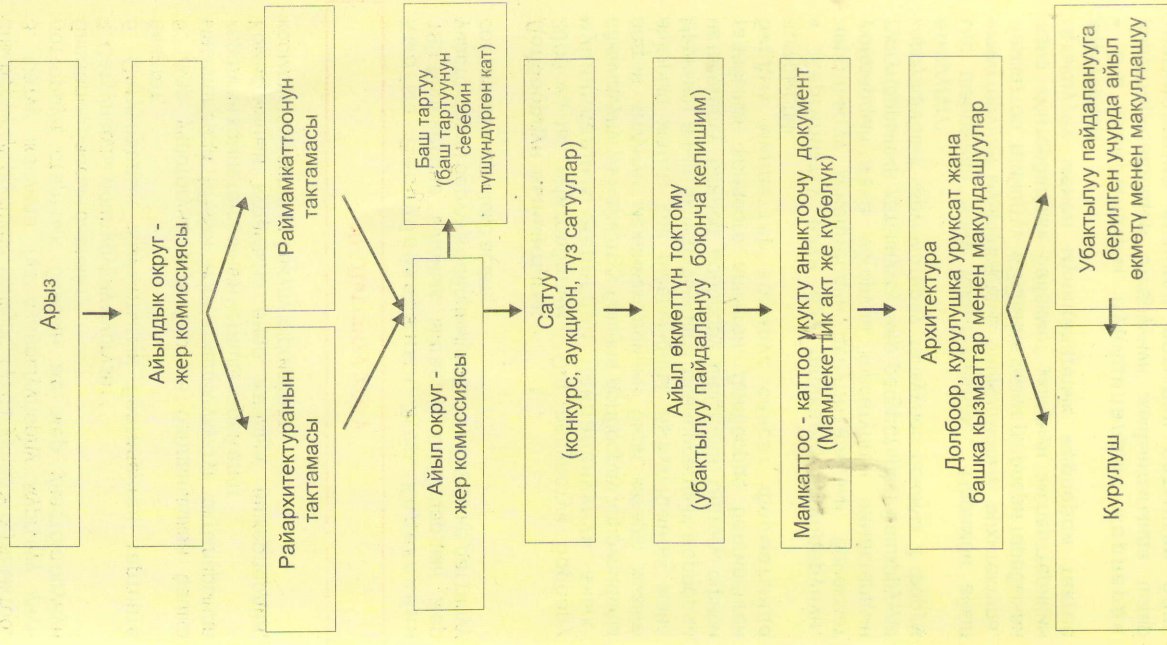 Арыз
Айылдык округ -
жер комиссиясы
Райархитектуранын
тактамасы
Раймамкаттоонун
тактамасы
Айыл округ -
жер комиссиясы
Баш тартуу
(баш тартуунун
себебин
түшүндүргөн кат)
Сатуу
(конкурс, аукцион, түз сатуулар)
Айыл өкмөттүн токтому
(убактылуу пайдалануу боюнча келишим)
Мамкаттоо - каттоо укукту аныктоочу документ
(Мамлекеттик акт же күбөлүк)
Архитектура
Долбоор, курулушка уруксат жана
башка кызматтар менен макулдашуулар
Курулуш
Убактылуу пайдаланууга
берилген учурда айыл
өкмөтү менен макулдашуу